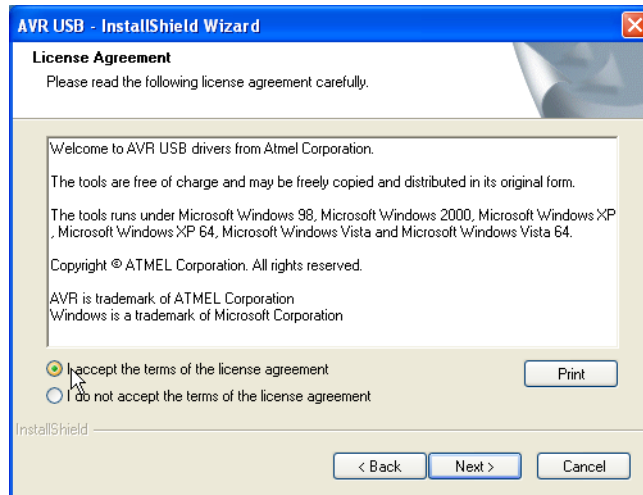 AVR USB - InstallShield Wizard
License Agreement
Please read the following license agreement carefully.
Welcome to AVR USB drivers from Atmel Corporation.
The tools are free of charge and may be freely copied and distributed in its original form.
The tools runs under Microsoft Windows 98, Microsoft Windows 2000, Microsoft Windows XP
, Microsoft Windows XP 64, Microsoft Windows Vista and Microsoft Windows Vista 64.
Copyright © ATMEL Corporation. All rights reserved.
AVR is trademark of ATMEL Corporation
Windows is a trademark of Microsoft Corporation
I accept the terms of the license agreement
Print
I do not accept the terms of the license agreement
InstallShield
< Back
Next >
Cancel